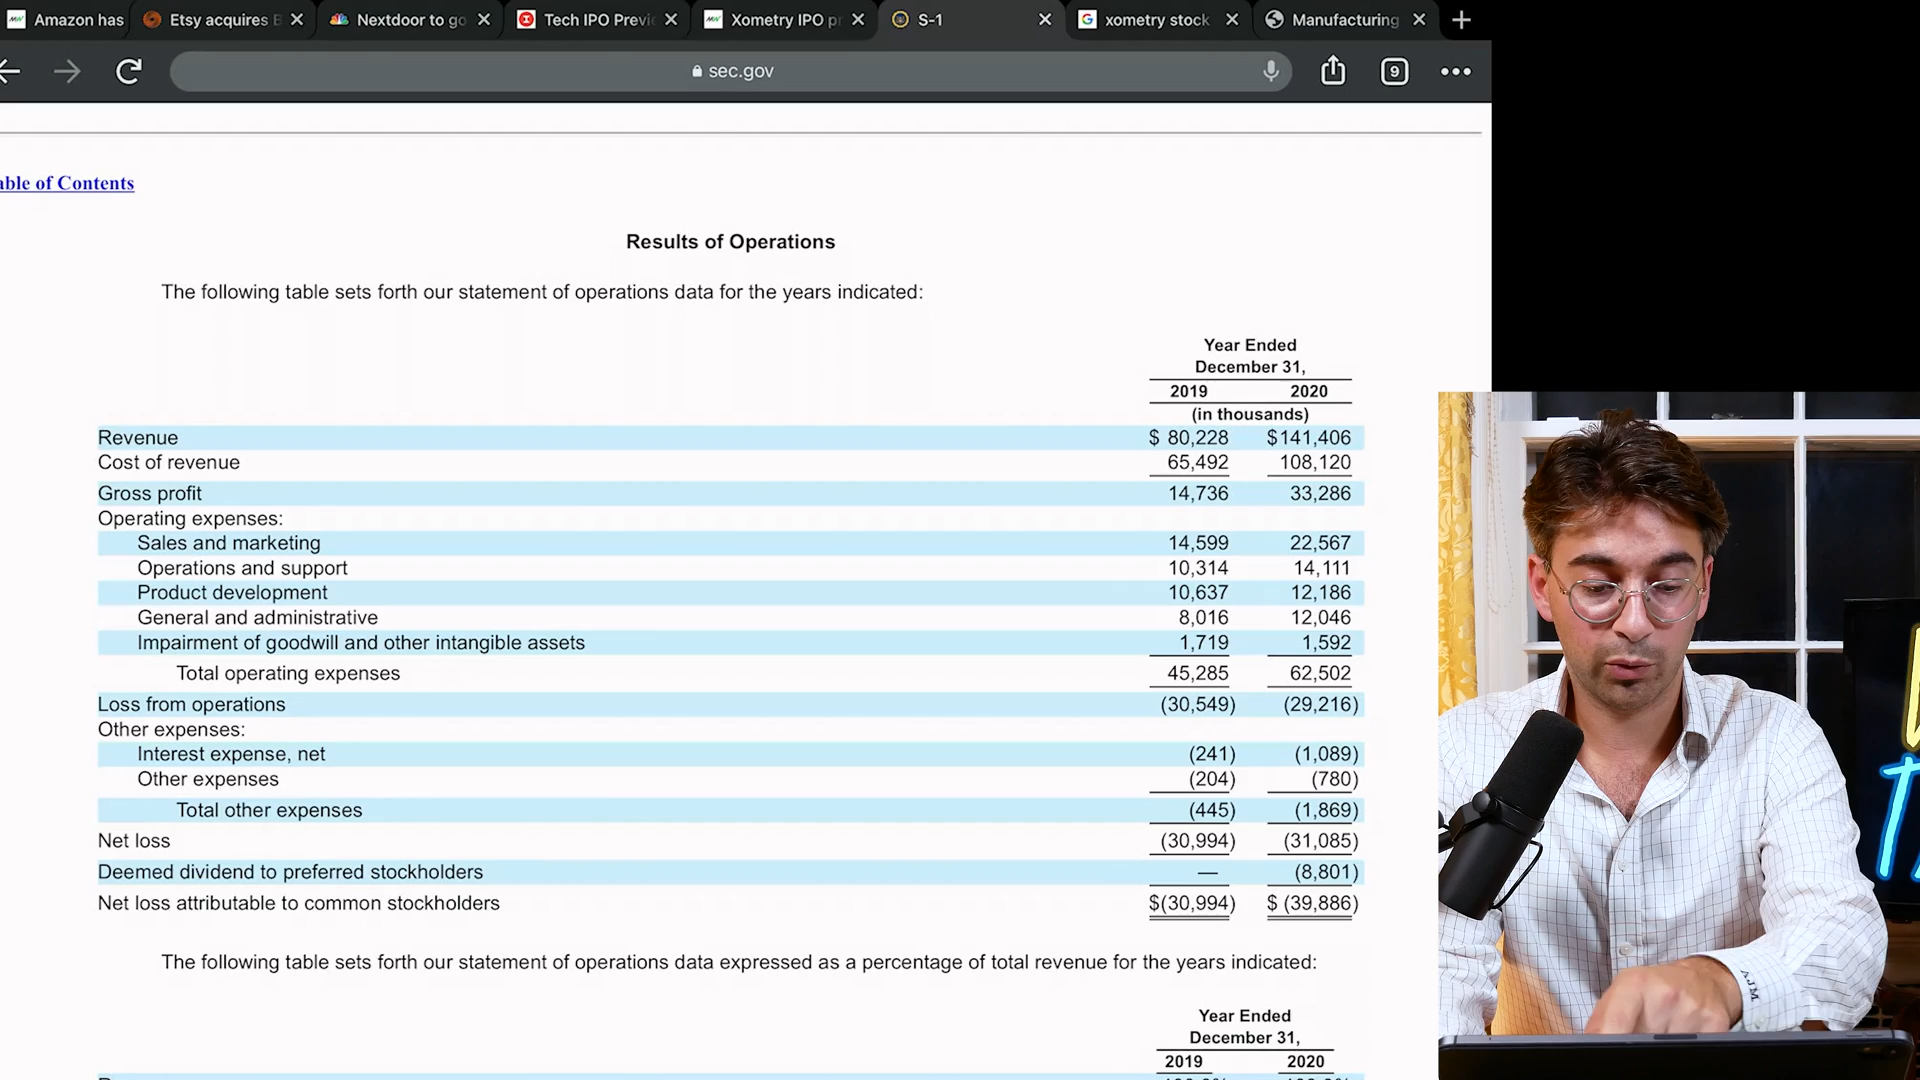 Amazon has
Etsy acquires
Nextdoor to go
Tech IPO Previ
Xometry IPO p
S-1
xometry stock
Manufacturing
sec.gov
9
able of Contents
Results of Operations
The following table sets forth our statement of operations data for the years indicated:
Year Ended
December 31,
2019 2020
(in thousands)
Revenue $ 80,228 $141,406
Cost of revenue 65,492 108,120
Gross profit 14,736 33,286
Operating expenses:
Sales and marketing 14,599 22,567
Operations and support 10,314 14,111
Product development 10,637 12,186
General and administrative 8,016 12,046
Impairment of goodwill and other intangible assets 1,719 1,592
Total operating expenses 45,285 62,502
Loss from operations (30,549) (29,216)
Other expenses:
Interest expense, net (241) (1,089)
Other expenses (204) (780)
Total other expenses (445) (1,869)
Net loss (30,994) (31,085)
Deemed dividend to preferred stockholders — (8,801)
Net loss attributable to common stockholders $(30,994) $ (39,886)
The following table sets forth our statement of operations data expressed as a percentage of total revenue for the years indicated:
Year Ended
December 31,
2019 2020
AJM